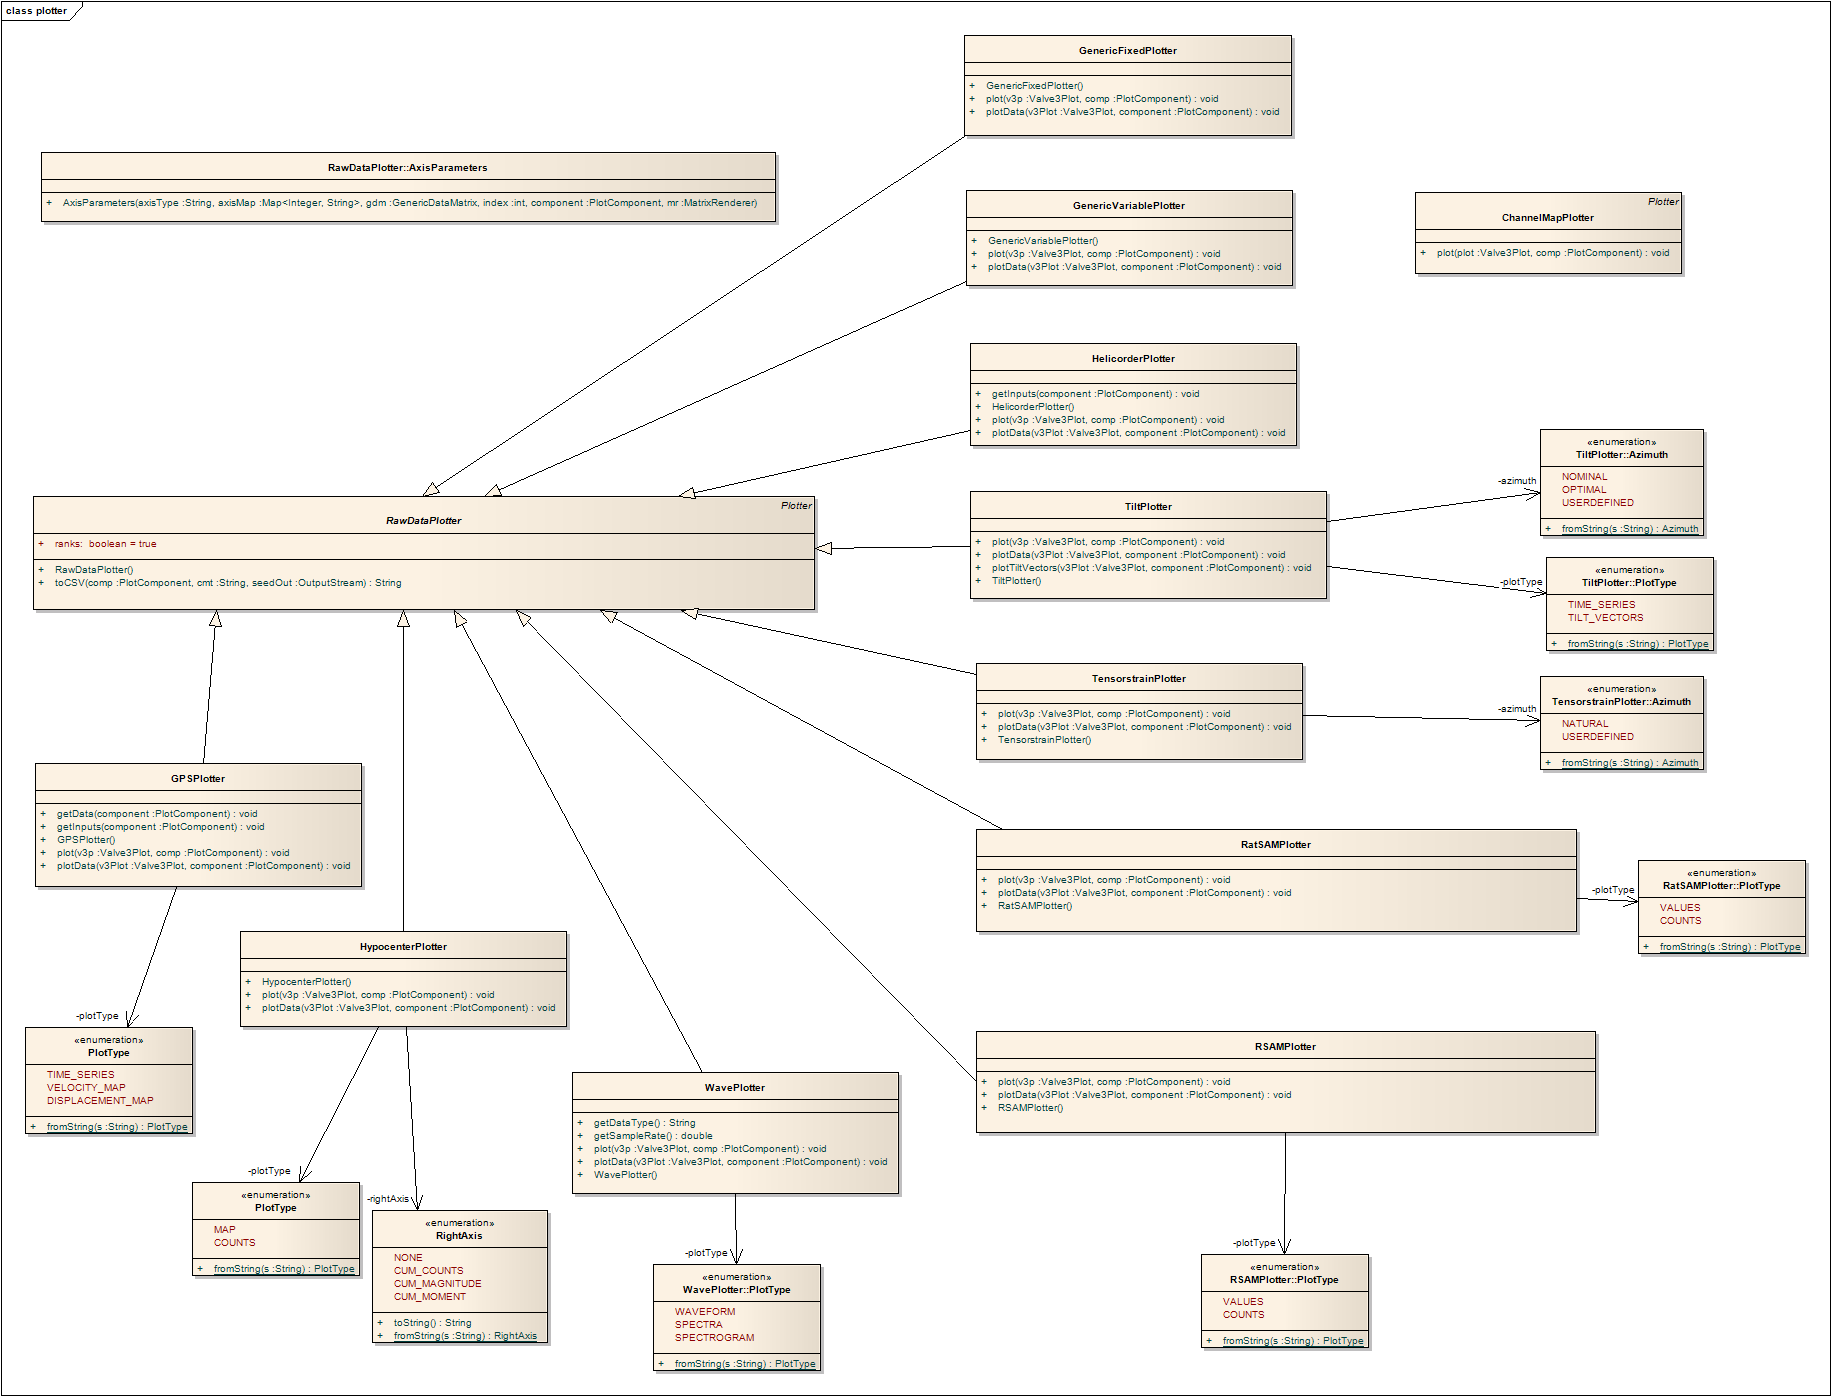 class plotter
GenericFixedPlotter
+ GenericFixedPlotter()
+ plot(v3p :Valve3Plot, comp :PlotComponent) : void
+ plotData(v3Plot :Valve3Plot, component :PlotComponent) : void
RawDataPlotter::AxisParameters
+ AxisParameters(axisType :String, axisMap :Map<Integer, String>, gdm :GenericDataMatrix, index :int, component :PlotComponent, mr :MatrixRenderer)
GenericVariablePlotter
+ GenericVariablePlotter()
+ plot(v3p :Valve3Plot, comp :PlotComponent) : void
+ plotData(v3Plot :Valve3Plot, component :PlotComponent) : void
Plotter
ChannelMapPlotter
+ plot(plot :Valve3Plot, comp :PlotComponent) : void
HelicorderPlotter
+ getInputs(component :PlotComponent) : void
+ HelicorderPlotter()
+ plot(v3p :Valve3Plot, comp :PlotComponent) : void
+ plotData(v3Plot :Valve3Plot, component :PlotComponent) : void
Plotter
RawDataPlotter
+ ranks: boolean = true
+ RawDataPlotter()
+ toCSV(comp :PlotComponent, cmt :String, seedOut :OutputStream) : String
TiltPlotter
+ plot(v3p :Valve3Plot, comp :PlotComponent) : void
+ plotData(v3Plot :Valve3Plot, component :PlotComponent) : void
+ plotTiltVectors(v3Plot :Valve3Plot, component :PlotComponent) : void
+ TiltPlotter()
-azimuth
«enumeration»
TiltPlotter::Azimuth
NOMINAL
OPTIMAL
USERDEFINED
+ fromString(s :String) : Azimuth
-plotType
«enumeration»
TiltPlotter::PlotType
TIME_SERIES
TILT_VECTORS
+ fromString(s :String) : PlotType
TensorstrainPlotter
+ plot(v3p :Valve3Plot, comp :PlotComponent) : void
+ plotData(v3Plot :Valve3Plot, component :PlotComponent) : void
+ TensorstrainPlotter()
-azimuth
«enumeration»
TensorstrainPlotter::Azimuth
NATURAL
USERDEFINED
+ fromString(s :String) : Azimuth
GPSPlotter
+ getData(component :PlotComponent) : void
+ getInputs(component :PlotComponent) : void
+ GPSPlotter()
+ plot(v3p :Valve3Plot, comp :PlotComponent) : void
+ plotData(v3Plot :Valve3Plot, component :PlotComponent) : void
RatSAMPlotter
+ plot(v3p :Valve3Plot, comp :PlotComponent) : void
+ plotData(v3Plot :Valve3Plot, component :PlotComponent) : void
+ RatSAMPlotter()
-plotType
«enumeration»
RatSAMPlotter::PlotType
VALUES
COUNTS
+ fromString(s :String) : PlotType
HypocenterPlotter
+ HypocenterPlotter()
+ plot(v3p :Valve3Plot, comp :PlotComponent) : void
+ plotData(v3Plot :Valve3Plot, component :PlotComponent) : void
-plotType
«enumeration»
PlotType
TIME_SERIES
VELOCITY_MAP
DISPLACEMENT_MAP
+ fromString(s :String) : PlotType
RSAMPlotter
+ plot(v3p :Valve3Plot, comp :PlotComponent) : void
+ plotData(v3Plot :Valve3Plot, component :PlotComponent) : void
+ RSAMPlotter()
WavePlotter
+ getDataType() : String
+ getSampleRate() : double
+ plot(v3p :Valve3Plot, comp :PlotComponent) : void
+ plotData(v3Plot :Valve3Plot, component :PlotComponent) : void
+ WavePlotter()
-plotType
«enumeration»
PlotType
MAP
COUNTS
+ fromString(s :String) : PlotType
-rightAxis
«enumeration»
RightAxis
NONE
CUM_COUNTS
CUM_MAGNITUDE
CUM_MOMENT
+ toString() : String
+ fromString(s :String) : RightAxis
-plotType
«enumeration»
WavePlotter::PlotType
WAVEFORM
SPECTRA
SPECTROGRAM
+ fromString(s :String) : PlotType
-plotType
«enumeration»
RSAMPlotter::PlotType
VALUES
COUNTS
+ fromString(s :String) : PlotType